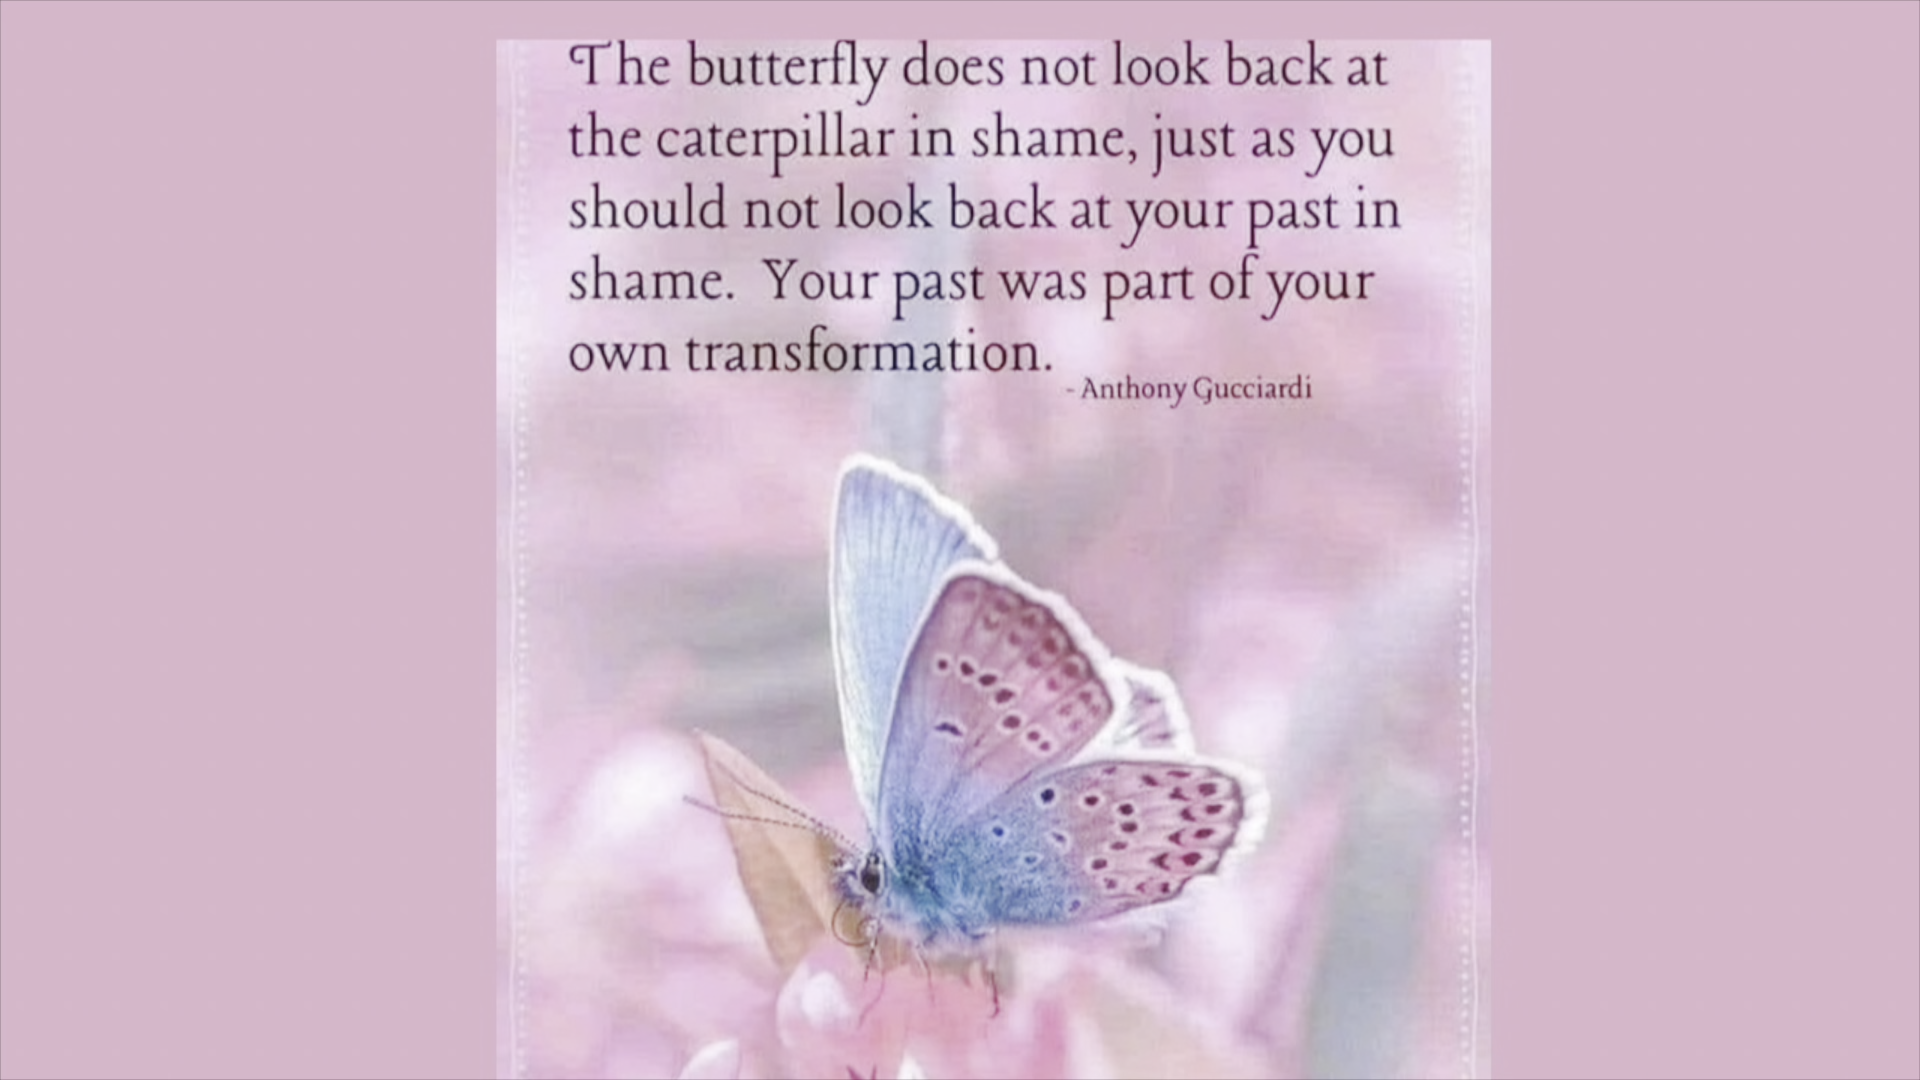 The butterfly does not look back at
the caterpillar in shame, just as you
should not look back at your past in
shame.  Your past was part of your
own transformation.
- Anthony Gucciardi